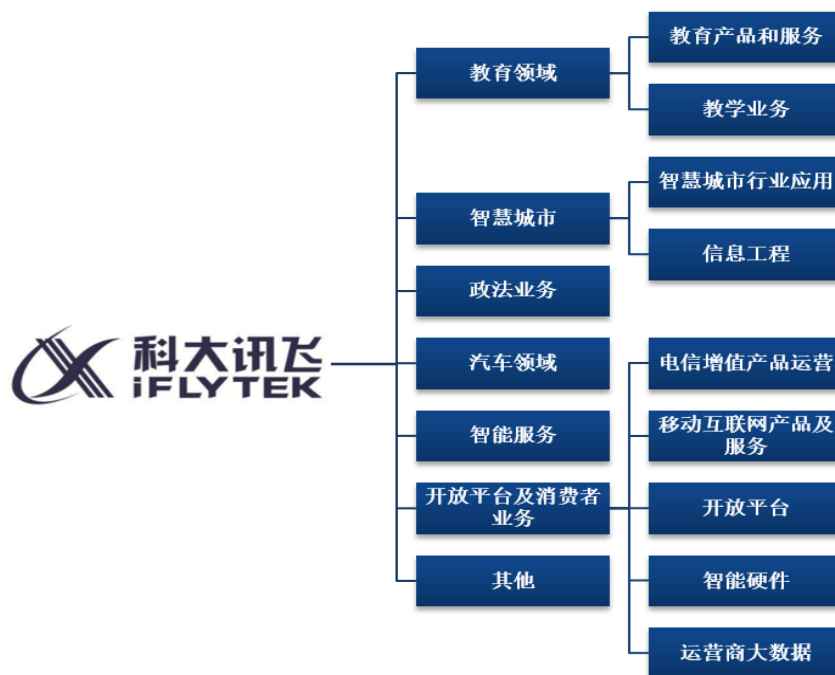 科大讯飞
iFLYTEK
教育领域
教育产品和服务
教学业务
智慧城市
智慧城市行业应用
信息工程
政法业务
汽车领域
智能服务
开放平台及消费者
业务
电信增值产品运营
移动互联网产品及
服务
开放平台
智能硬件
运营商大数据
其他